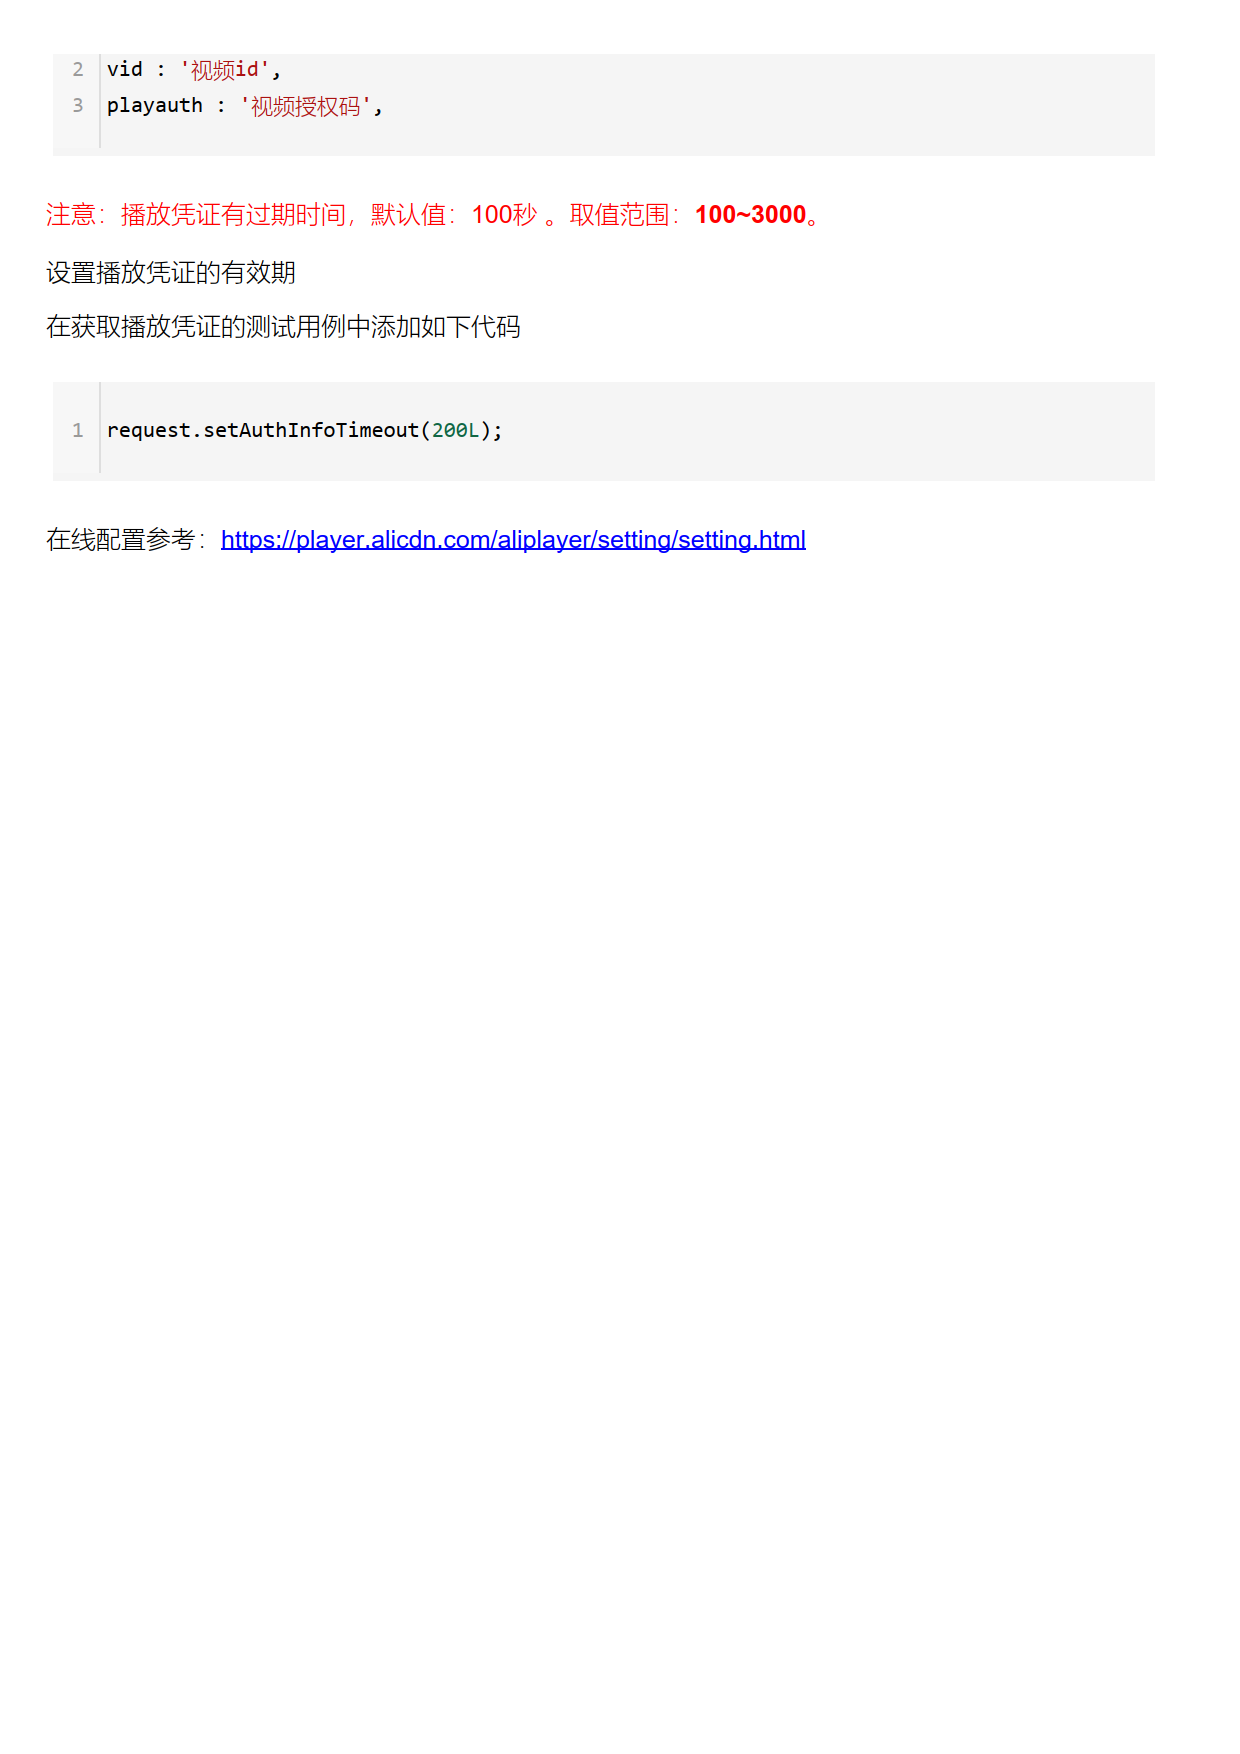 2 vid : '视频id',
3 playauth : '视频授权码',
注意：播放凭证有过期时间，默认值：100秒 。取值范围：100~3000。
设置播放凭证的有效期
在获取播放凭证的测试用例中添加如下代码
1 request.setAuthInfoTimeout(200L);
在线配置参考：https://player.alicdn.com/aliplayer/setting/setting.html